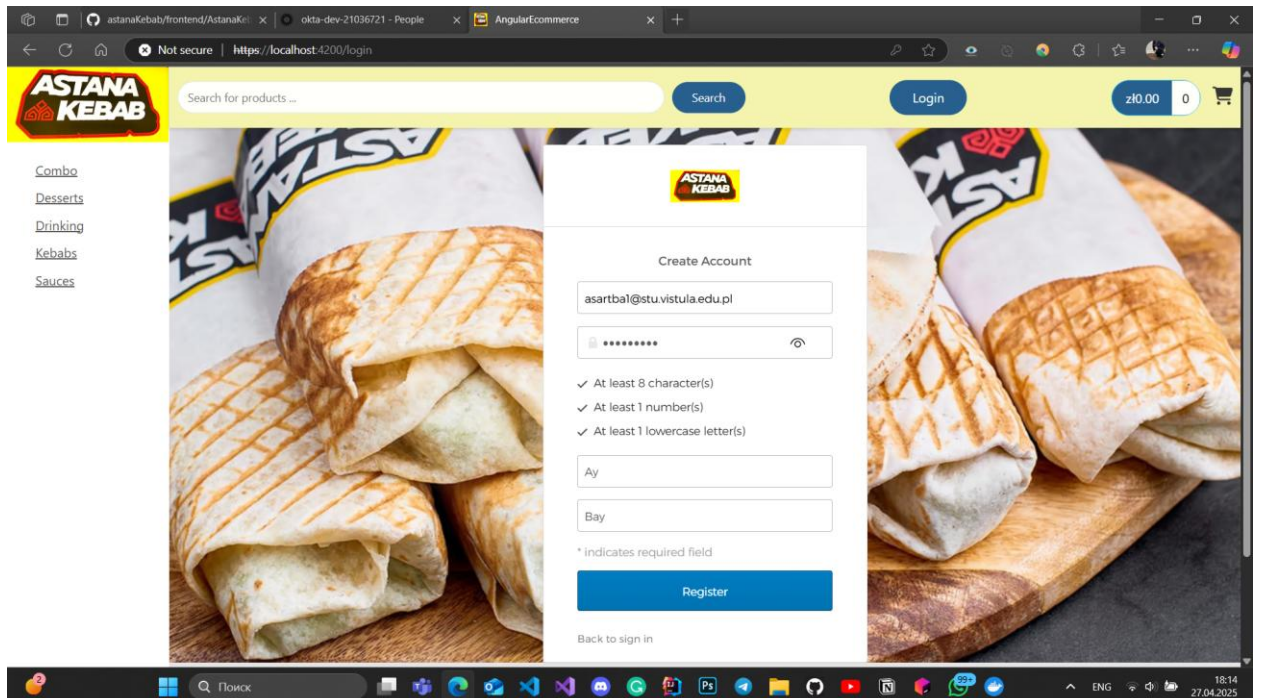 astanaKebab/frontend/AstanaKeb
okta-dev-21036721 - People
AngularEcommerce
Not secure
https://localhost:4200/login
ASTANA
KEBAB
Search for products ...
Search
Login
zł0.00
0
Combo
Desserts
Drinking
Kebabs
Sauces
ASTANA
KEBAB
Create Account
asartba1@stu.vistula.edu.pl
•••••••••
At least 8 character(s)
At least 1 number(s)
At least 1 lowercase letter(s)
Ay
Bay
* indicates required field
Register
Back to sign in
2
Поиск
99+
ENG
18:14
27.04.2025